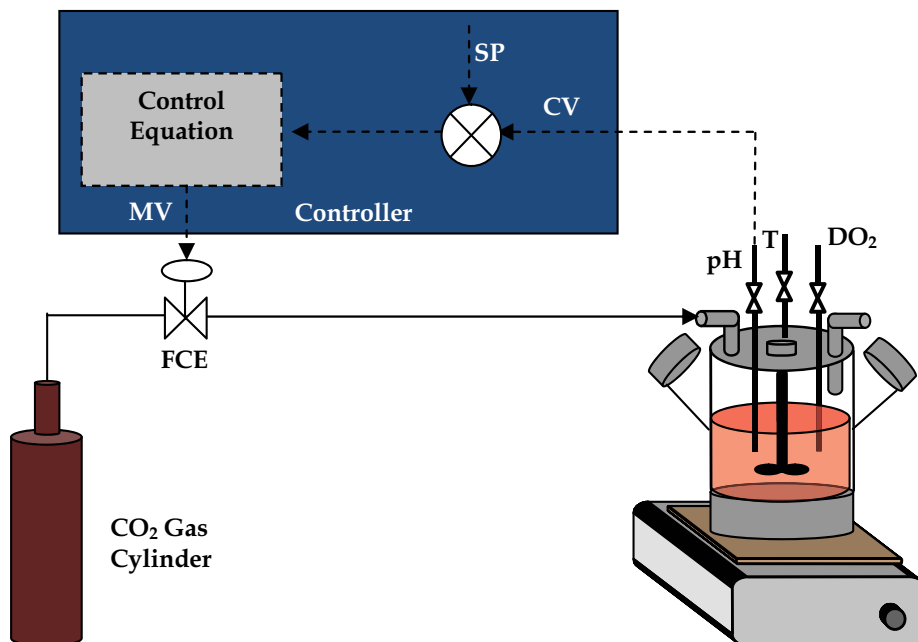 SP
CV
Control
Equation
MV
Controller
T
DO₂
pH
FCE
CO₂ Gas
Cylinder